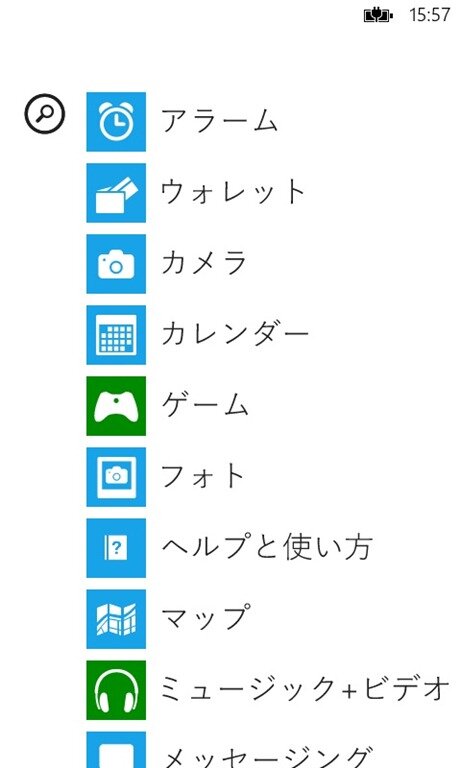 15:57
アラーム
ウォレット
カメラ
カレンダー
ゲーム
フォト
?
ヘルプと使い方
マップ
ミュージック+ビデオ
メッセージング